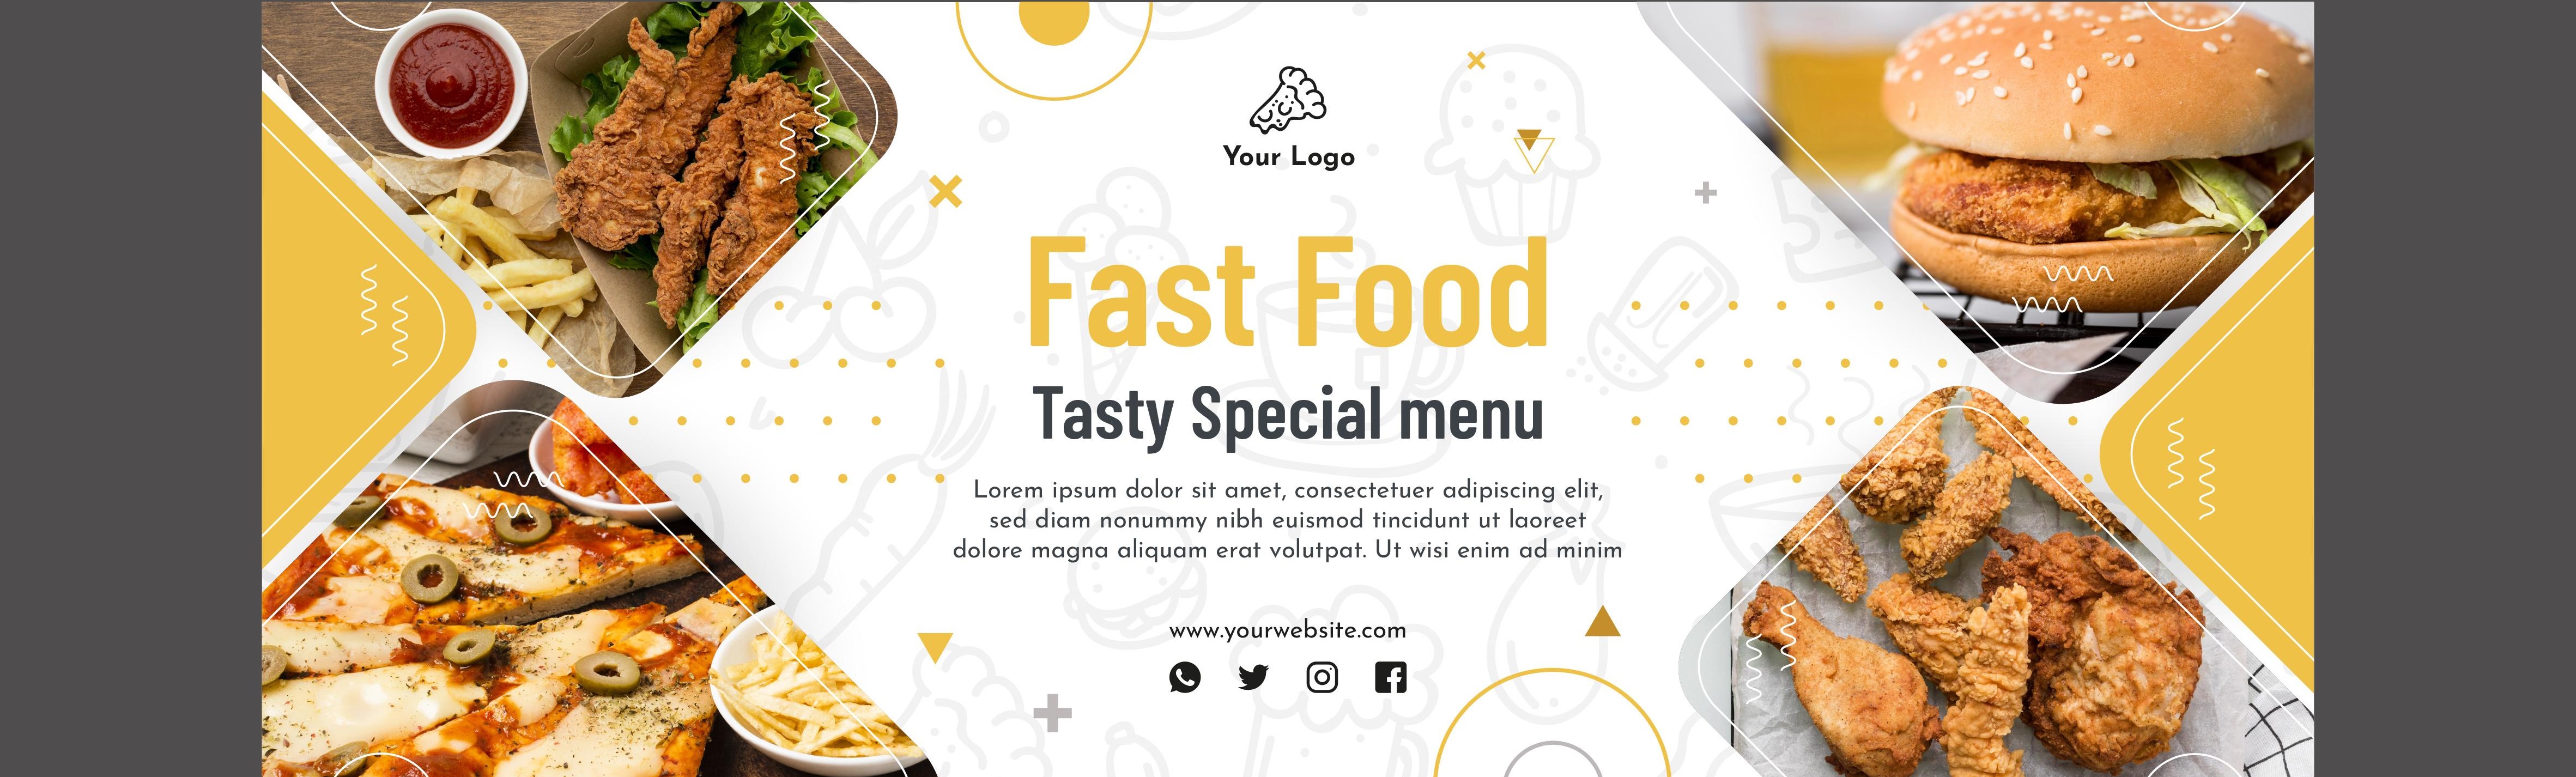 Your Logo
Fast Food
Tasty Special menu
Lorem ipsum dolor sit amet, consectetuer adipiscing elit,
sed diam nonummy nibh euismod tincidunt ut laoreet
dolore magna aliquam erat volutpat. Ut wisi enim ad minim
www.yourwebsite.com